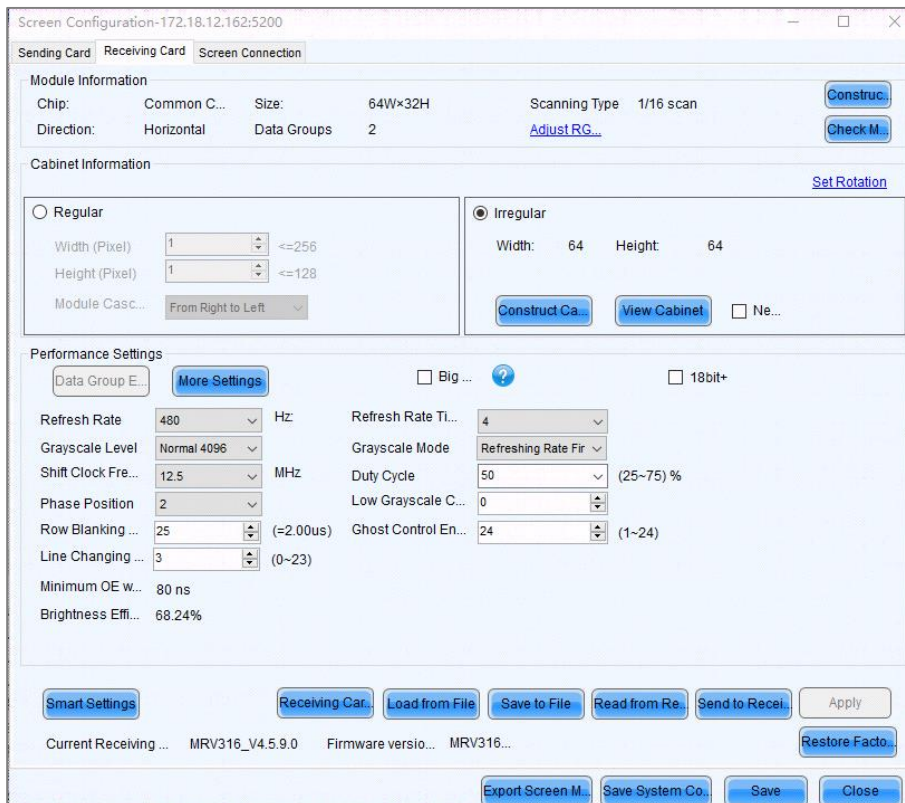 Screen Configuration-172.18.12.162:5200
Sending Card Receiving Card Screen Connection
Module Information
Chip: Common C... Size: 64W×32H Scanning Type 1/16 scan Construc...
Direction: Horizontal Data Groups 2 Adjust RG... Check M...
Cabinet Information
Set Rotation
Regular
Width (Pixel) 1 <=256
Height (Pixel) 1 <=128
Module Casc... From Right to Left
Irregular
Width: 64 Height: 64
Construct Ca... View Cabinet Ne...
Performance Settings
Data Group E... More Settings Big ... ? 18bit+
Refresh Rate 480 Hz: Refresh Rate Ti... 4
Grayscale Level Normal 4096 Grayscale Mode Refreshing Rate Fir
Shift Clock Fre... 12.5 MHz Duty Cycle 50 (25~75) %
Phase Position 2 Low Grayscale C... 0
Row Blanking ... 25 (=2.00us) Ghost Control En... 24 (1~24)
Line Changing ... 3 (0~23)
Minimum OE w... 80 ns
Brightness Effi... 68.24%
Smart Settings Receiving Car... Load from File Save to File Read from Re... Send to Recei... Apply
Current Receiving ... MRV316_V4.5.9.0 Firmware versio... MRV316... Restore Facto...
Export Screen M... Save System Co... Save Close